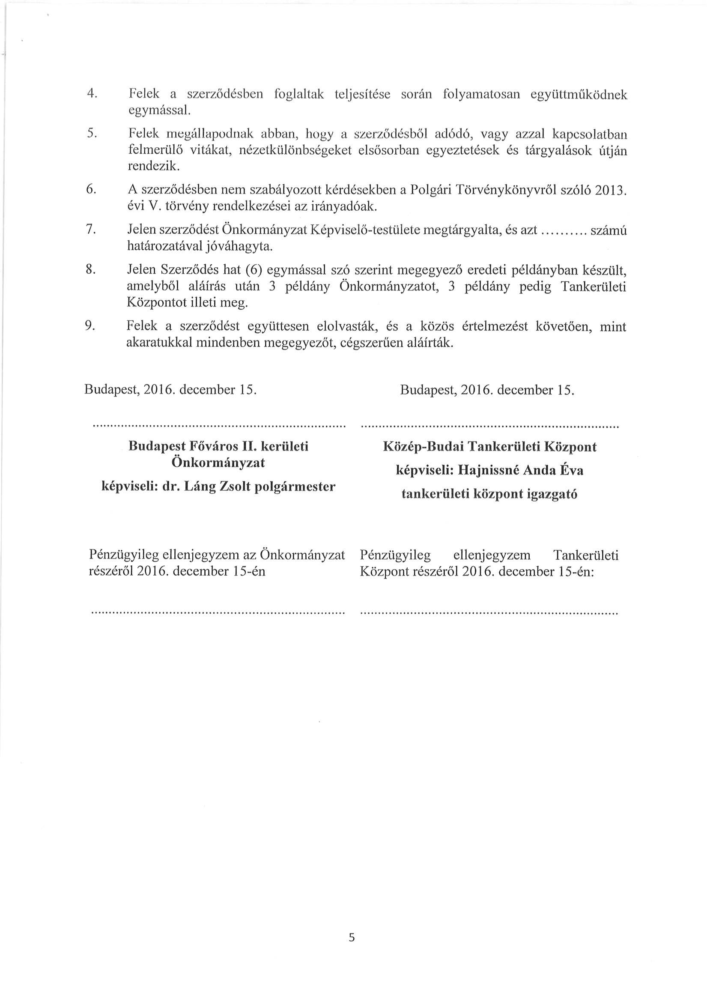 4. Felek a szerződésben foglaltak teljesítése során folyamatosan együttműködnek
egymással.
5. Felek megállapodnak abban, hogy a szerződésből adódó, vagy azzal kapcsolatban
felmerülő vitákat, nézetkülönbségeket elsősorban egyeztetések és tárgyalások útján
rendezik.
6. A szerződésben nem szabályozott kérdésekben a Polgári Törvénykönyvről szóló 2013.
évi V. törvény rendelkezései az irányadóak.
7. Jelen szerződést Önkormányzat Képviselő-testülete megtárgyalta, és azt .......... számú
határozatával jóváhagyta.
8. Jelen Szerződés hat (6) egymással szó szerint megegyező eredeti példányban készült,
amelyből aláírás után 3 példány Önkormányzatot, 3 példány pedig Tankerületi
Központot illeti meg.
9. Felek a szerződést együttesen elolvasták, és a közös értelmezést követően, mint
akaratukkal mindenben megegyezőt, cégszerűen aláírták.
Budapest, 2016. december 15.
Budapest, 2016. december 15.
Budapest Főváros II. kerületi
Önkormányzat
képviseli: dr. Láng Zsolt polgármester
Közép-Budai Tankerületi Központ
képviseli: Hajnissné Anda Éva
tankerületi központ igazgató
Pénzügyileg ellenjegyzem az Önkormányzat
részéről 2016. december 15-én
Pénzügyileg ellenjegyzem Tankerületi
Központ részéről 2016. december 15-én:
5